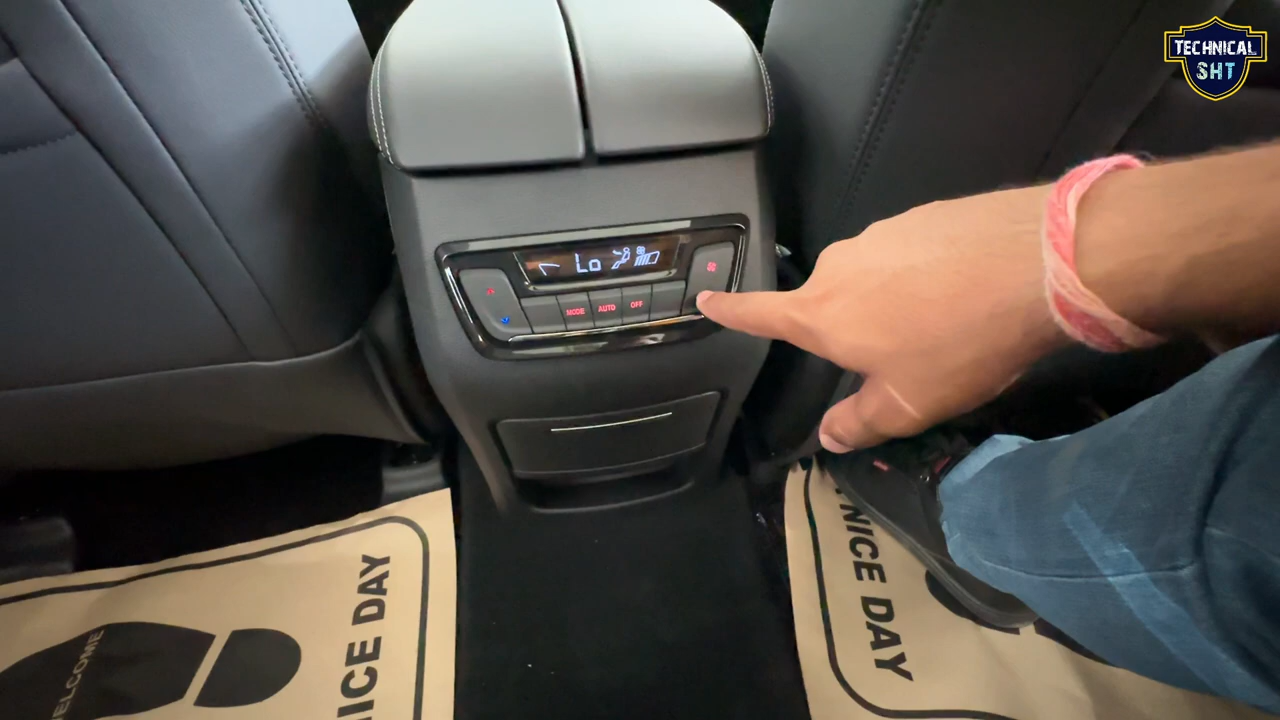 TECHNICAL
SHT
Lo
MODE AUTO OFF
NICE DAY
WELCOME
NICE DAY